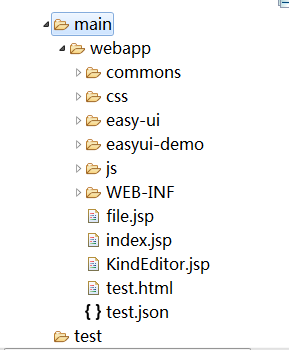 main
webapp
commons
css
easy-ui
easyui-demo
js
WEB-INF
file.jsp
index.jsp
KindEditor.jsp
test.html
test.json
test